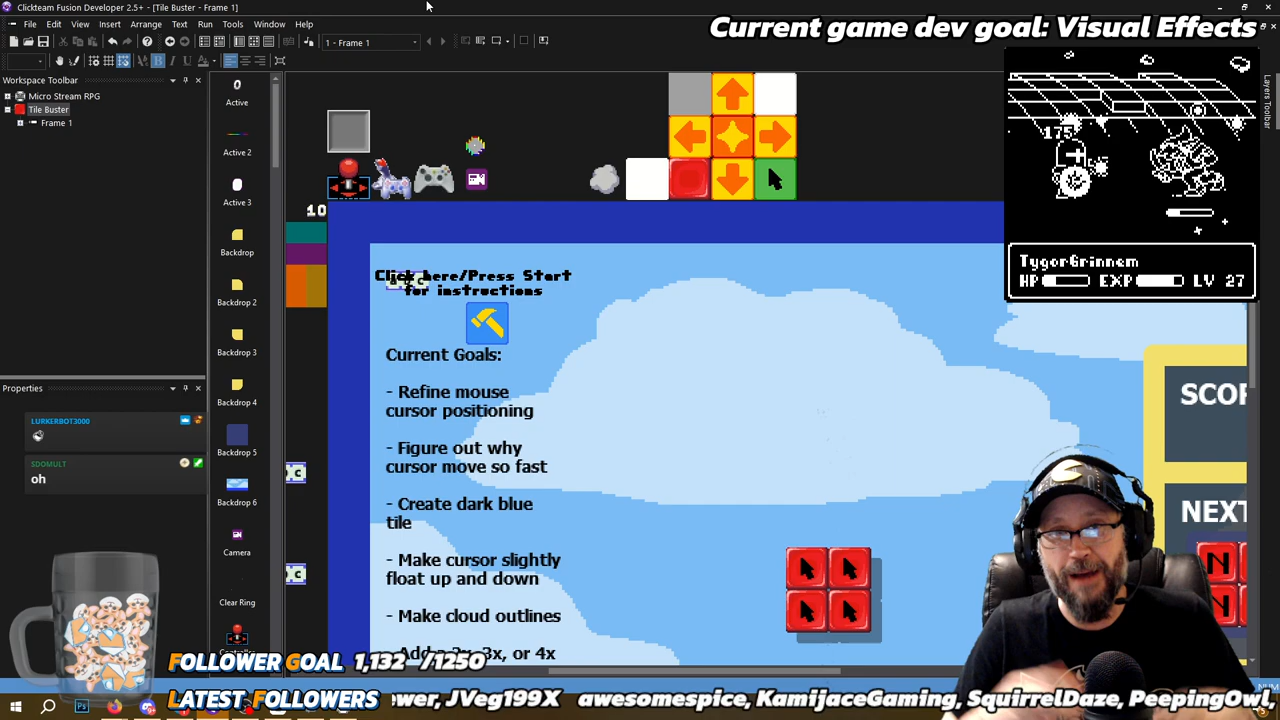 Clickteam Fusion Developer 2.5+ - [Tile Buster - Frame 1]
File Edit View Insert Arrange Text Run Tools Window Help
1 - Frame 1
Current game dev goal: Visual Effects
Workspace Toolbar
Micro Stream RPG
Tile Buster
Frame 1
Active
Active 2
Active 3
Backdrop
Backdrop 2
Backdrop 3
Backdrop 4
Backdrop 5
Backdrop 6
Camera
Clear Ring
Layers Toolbar
175
TygorGrinnem
HP EXP LV 27
10
Click here/Press Start
for instructions
Current Goals:
- Refine mouse
cursor positioning
- Figure out why
cursor move so fast
- Create dark blue
tile
- Make cursor slightly
float up and down
- Make cloud outlines
NEXT
N
N
C
C
Properties
LURKERBOT3000
SDOMULT
oh
FOLLOWER GOAL 1,132 /1250
LATEST FOLLOWERS JVeg199X awesomespice, KamijaceGaming, SquirrelDaze, PeepingOwl